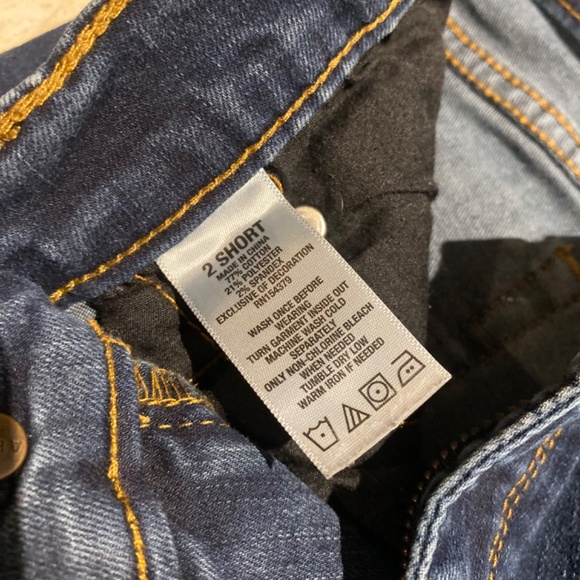 2 SHORT
MADE IN CHINA
77% COTTON
21% POLYESTER
2% SPANDEX
EXCLUSIVE OF DECORATION
RN154379
WASH ONCE BEFORE
WEARING
TURN GARMENT INSIDE OUT
MACHINE WASH COLD
SEPARATELY
ONLY NON-CHLORINE BLEACH
WHEN NEEDED
TUMBLE DRY LOW
WARM IRON IF NEEDED